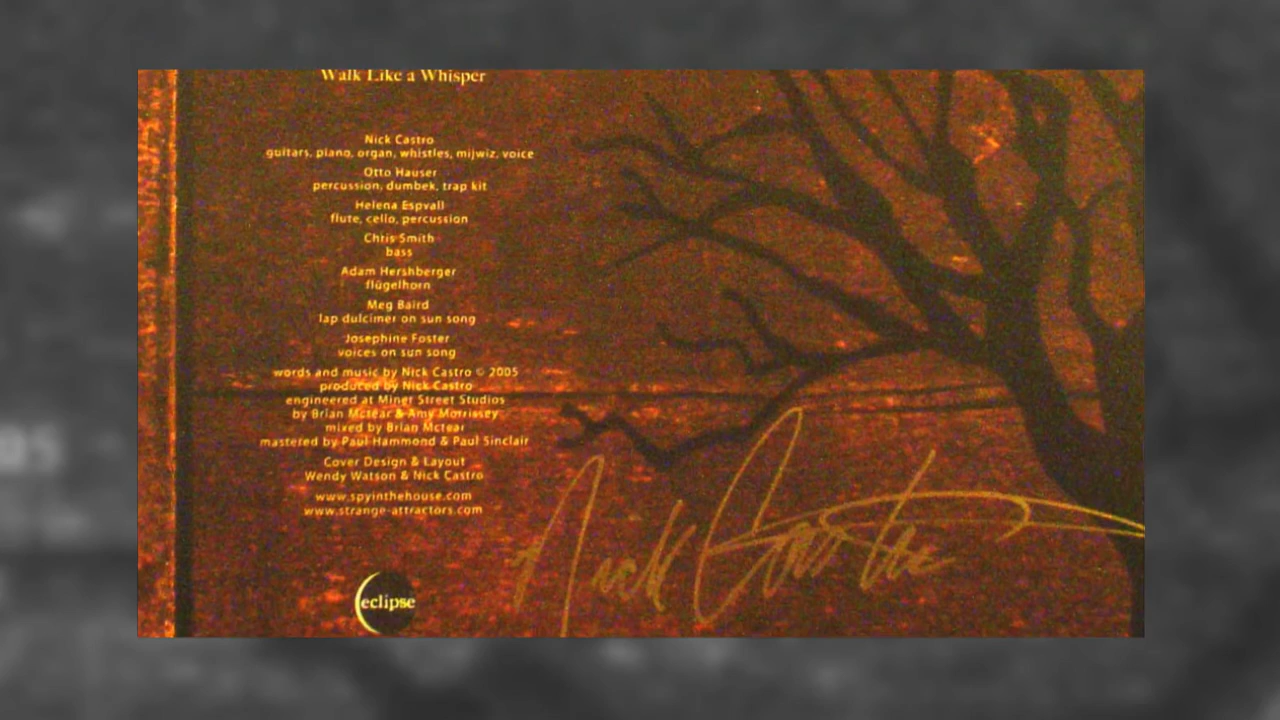 Walk Like a Whisper
Nick Castro
guitars, piano, organ, whistles, mijwiz, voice
Otto Hauser
percussion, dumbek, trap kit
Helena Espvall
flute, cello, percussion
Chris Smith
bass
Adam Hershberger
flügelhorn
Meg Baird
lap dulcimer on sun song
Josephine Foster
voices on sun song
words and music by Nick Castro © 2005
produced by Nick Castro
engineered at Miner Street Studios
by Brian Mctear & Amy Morrissey
mixed by Brian Mctear
mastered by Paul Hammond & Paul Sinclair
Cover Design & Layout
Wendy Watson & Nick Castro
www.spyinthehouse.com
www.strange-attractors.com
eclipse
Nick Castro